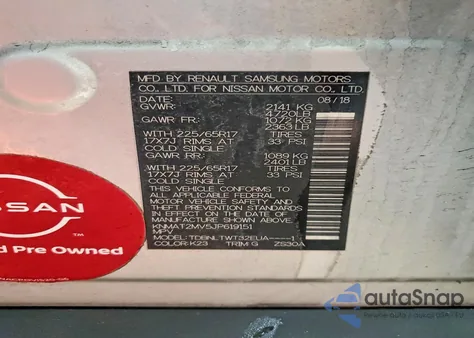 MFD BY RENAULT SAMSUNG MOTORS
CO., LTD. FOR NISSAN MOTOR CO., LTD.
DATE: 08/18
GVWR: 2141 KG
4720LB
GAWR FR: 1072 KG
2363LB
WITH 225/65R17 TIRES
17X7J RIMS AT 33 PSI
COLD SINGLE
GAWR RR: 1089 KG
2401LB
WITH 225/65R17 TIRES
17X7J RIMS AT 33 PSI
COLD SINGLE
THIS VEHICLE CONFORMS TO
ALL APPLICABLE FEDERAL
MOTOR VEHICLE SAFETY AND
THEFT PREVENTION STANDARDS
IN EFFECT ON THE DATE OF
MANUFACTURE SHOWN ABOVE.
KNMAT2MV5JP619151
MPV
COLOR:K23 TRIM:G ZS30A
ISSAN
d Pre Owned
autoSnap